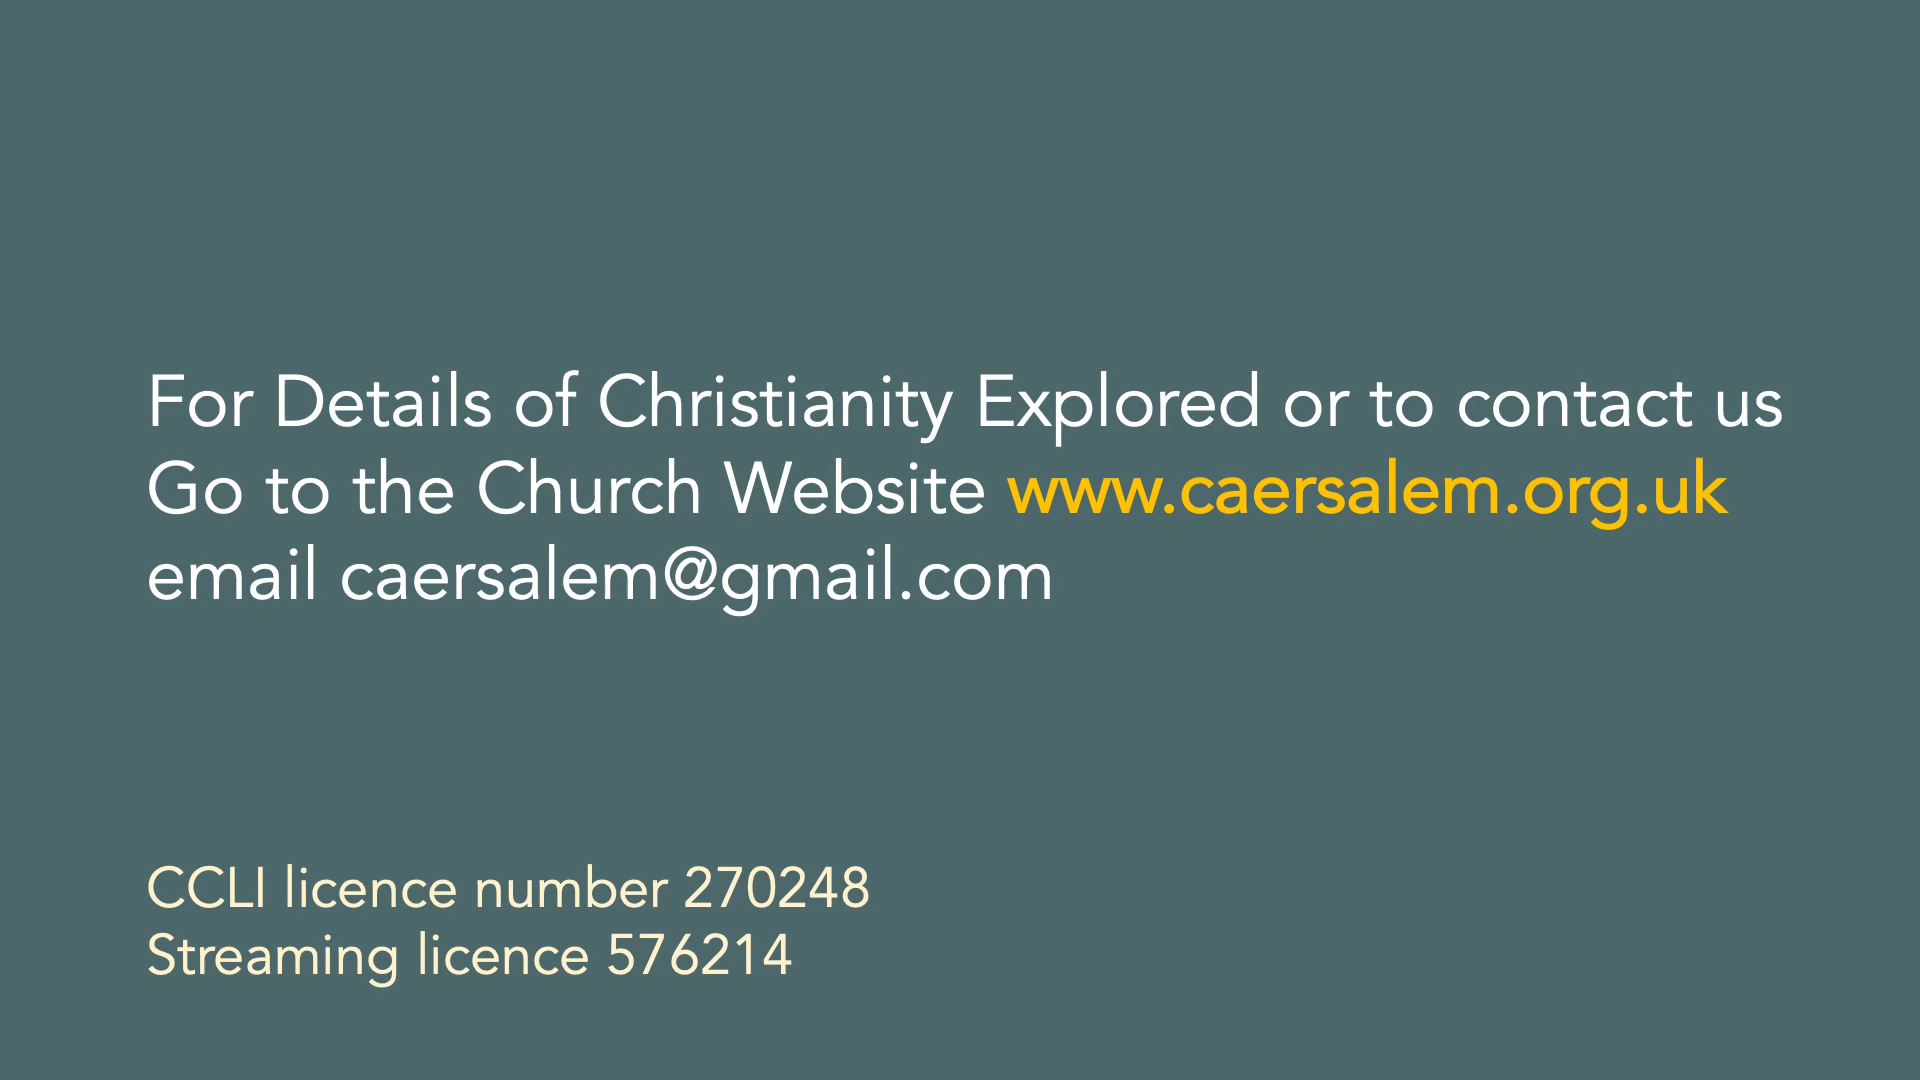 For Details of Christianity Explored or to contact us
Go to the Church Website www.caersalem.org.uk
email caersalem@gmail.com
CCLI licence number 270248
Streaming licence 576214